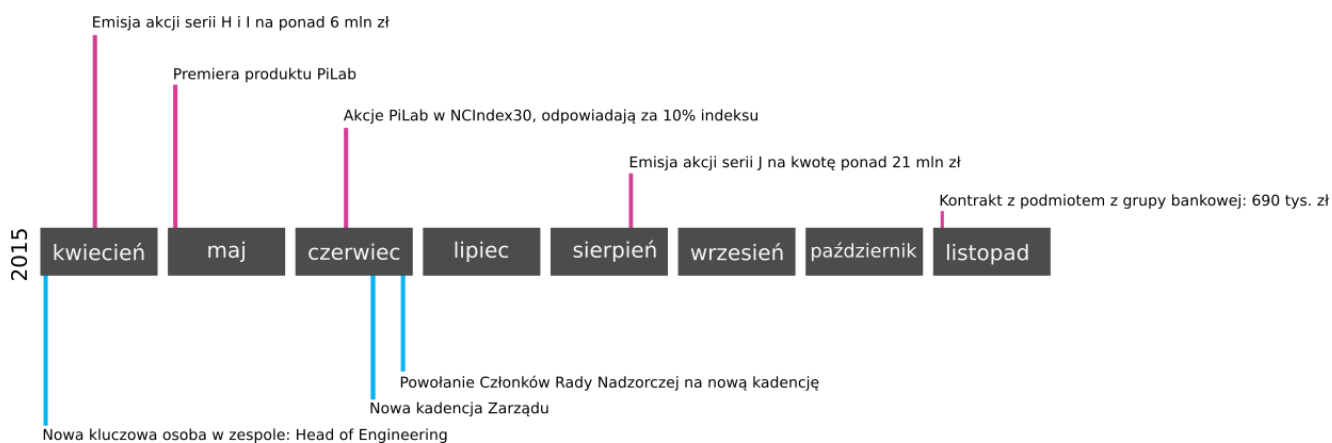 Emisja akcji serii H i I na ponad 6 mln zł
Premiera produktu PiLab
Akcje PiLab w NCIndex30, odpowiadają za 10% indeksu
Emisja akcji serii J na kwotę ponad 21 mln zł
Kontrakt z podmiotem z grupy bankowej: 690 tys. zł
2015
kwiecień
maj
czerwiec
lipiec
sierpień
wrzesień
październik
listopad
Powołanie Członków Rady Nadzorczej na nową kadencję
Nowa kadencja Zarządu
Nowa kluczowa osoba w zespole: Head of Engineering